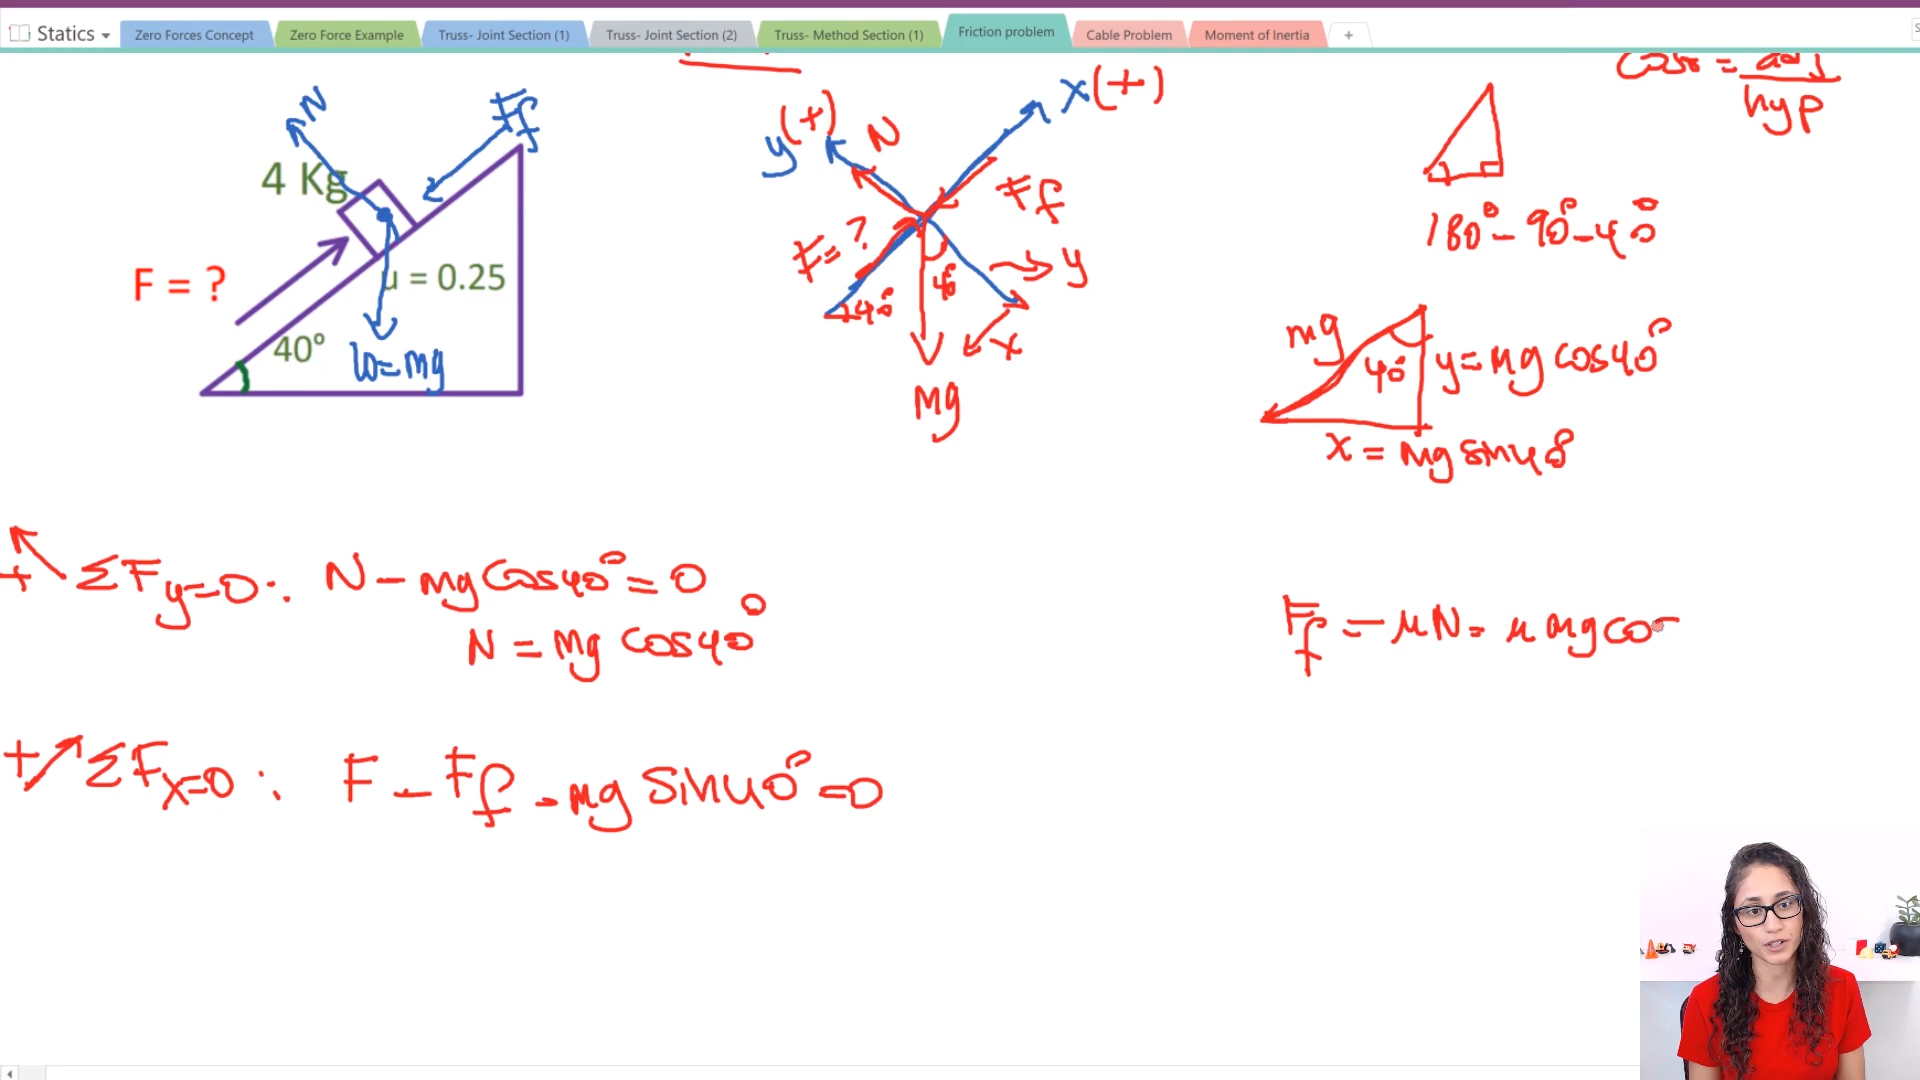 Statics
Zero Forces Concept
Zero Force Example
Truss- Joint Section (1)
Truss- Joint Section (2)
Truss- Method Section (1)
Friction problem
Cable Problem
Moment of Inertia
+
N
Ff
4 Kg
F = ?
μ = 0.25
40°
W=mg
y(+)
N
x(+)
Ff
F=?
40°
40°
y
x
mg
hyp
180°-90°-40°
mg
40°
y=mg cos40°
x = mg sin40°
+ ΣFy=0: N - mg cos40° = 0
N = mg cos40°
Ff = μN = μ mg cos
+ ΣFx=0: F - Ff - mg sin40° = 0